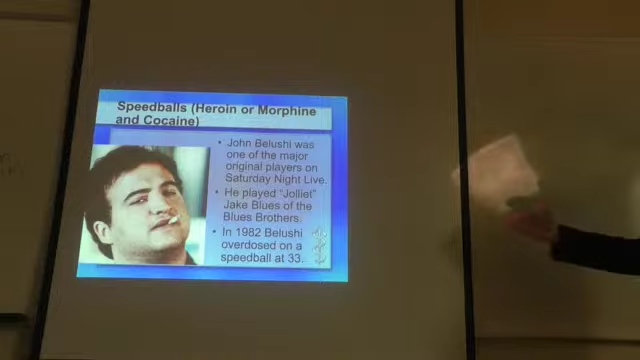 Speedballs (Heroin or Morphine
and Cocaine)
• John Belushi was
one of the major
original players on
Saturday Night Live.
• He played "Jolliet"
Jake Blues of the
Blues Brothers.
• In 1982 Belushi
overdosed on a
speedball at 33.